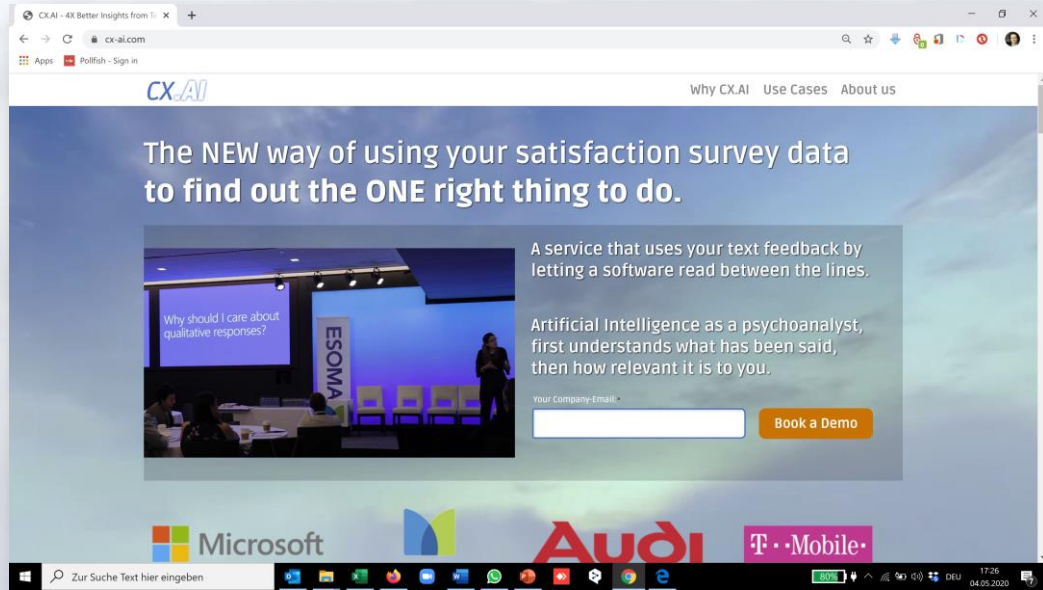 CX.AI - 4X Better Insights from Te
cx-ai.com
Apps Pollfish - Sign in
CX.AI
Why CX.AI Use Cases About us
The NEW way of using your satisfaction survey data
to find out the ONE right thing to do.
Why should I care about
qualitative responses?
ESOMA
A service that uses your text feedback by
letting a software read between the lines.
Artificial Intelligence as a psychoanalyst,
first understands what has been said,
then how relevant it is to you.
Your Company-Email:*
Book a Demo
Microsoft
Audi
T··Mobile·
Zur Suche Text hier eingeben
80%
DEU
17:26
04.05.2020